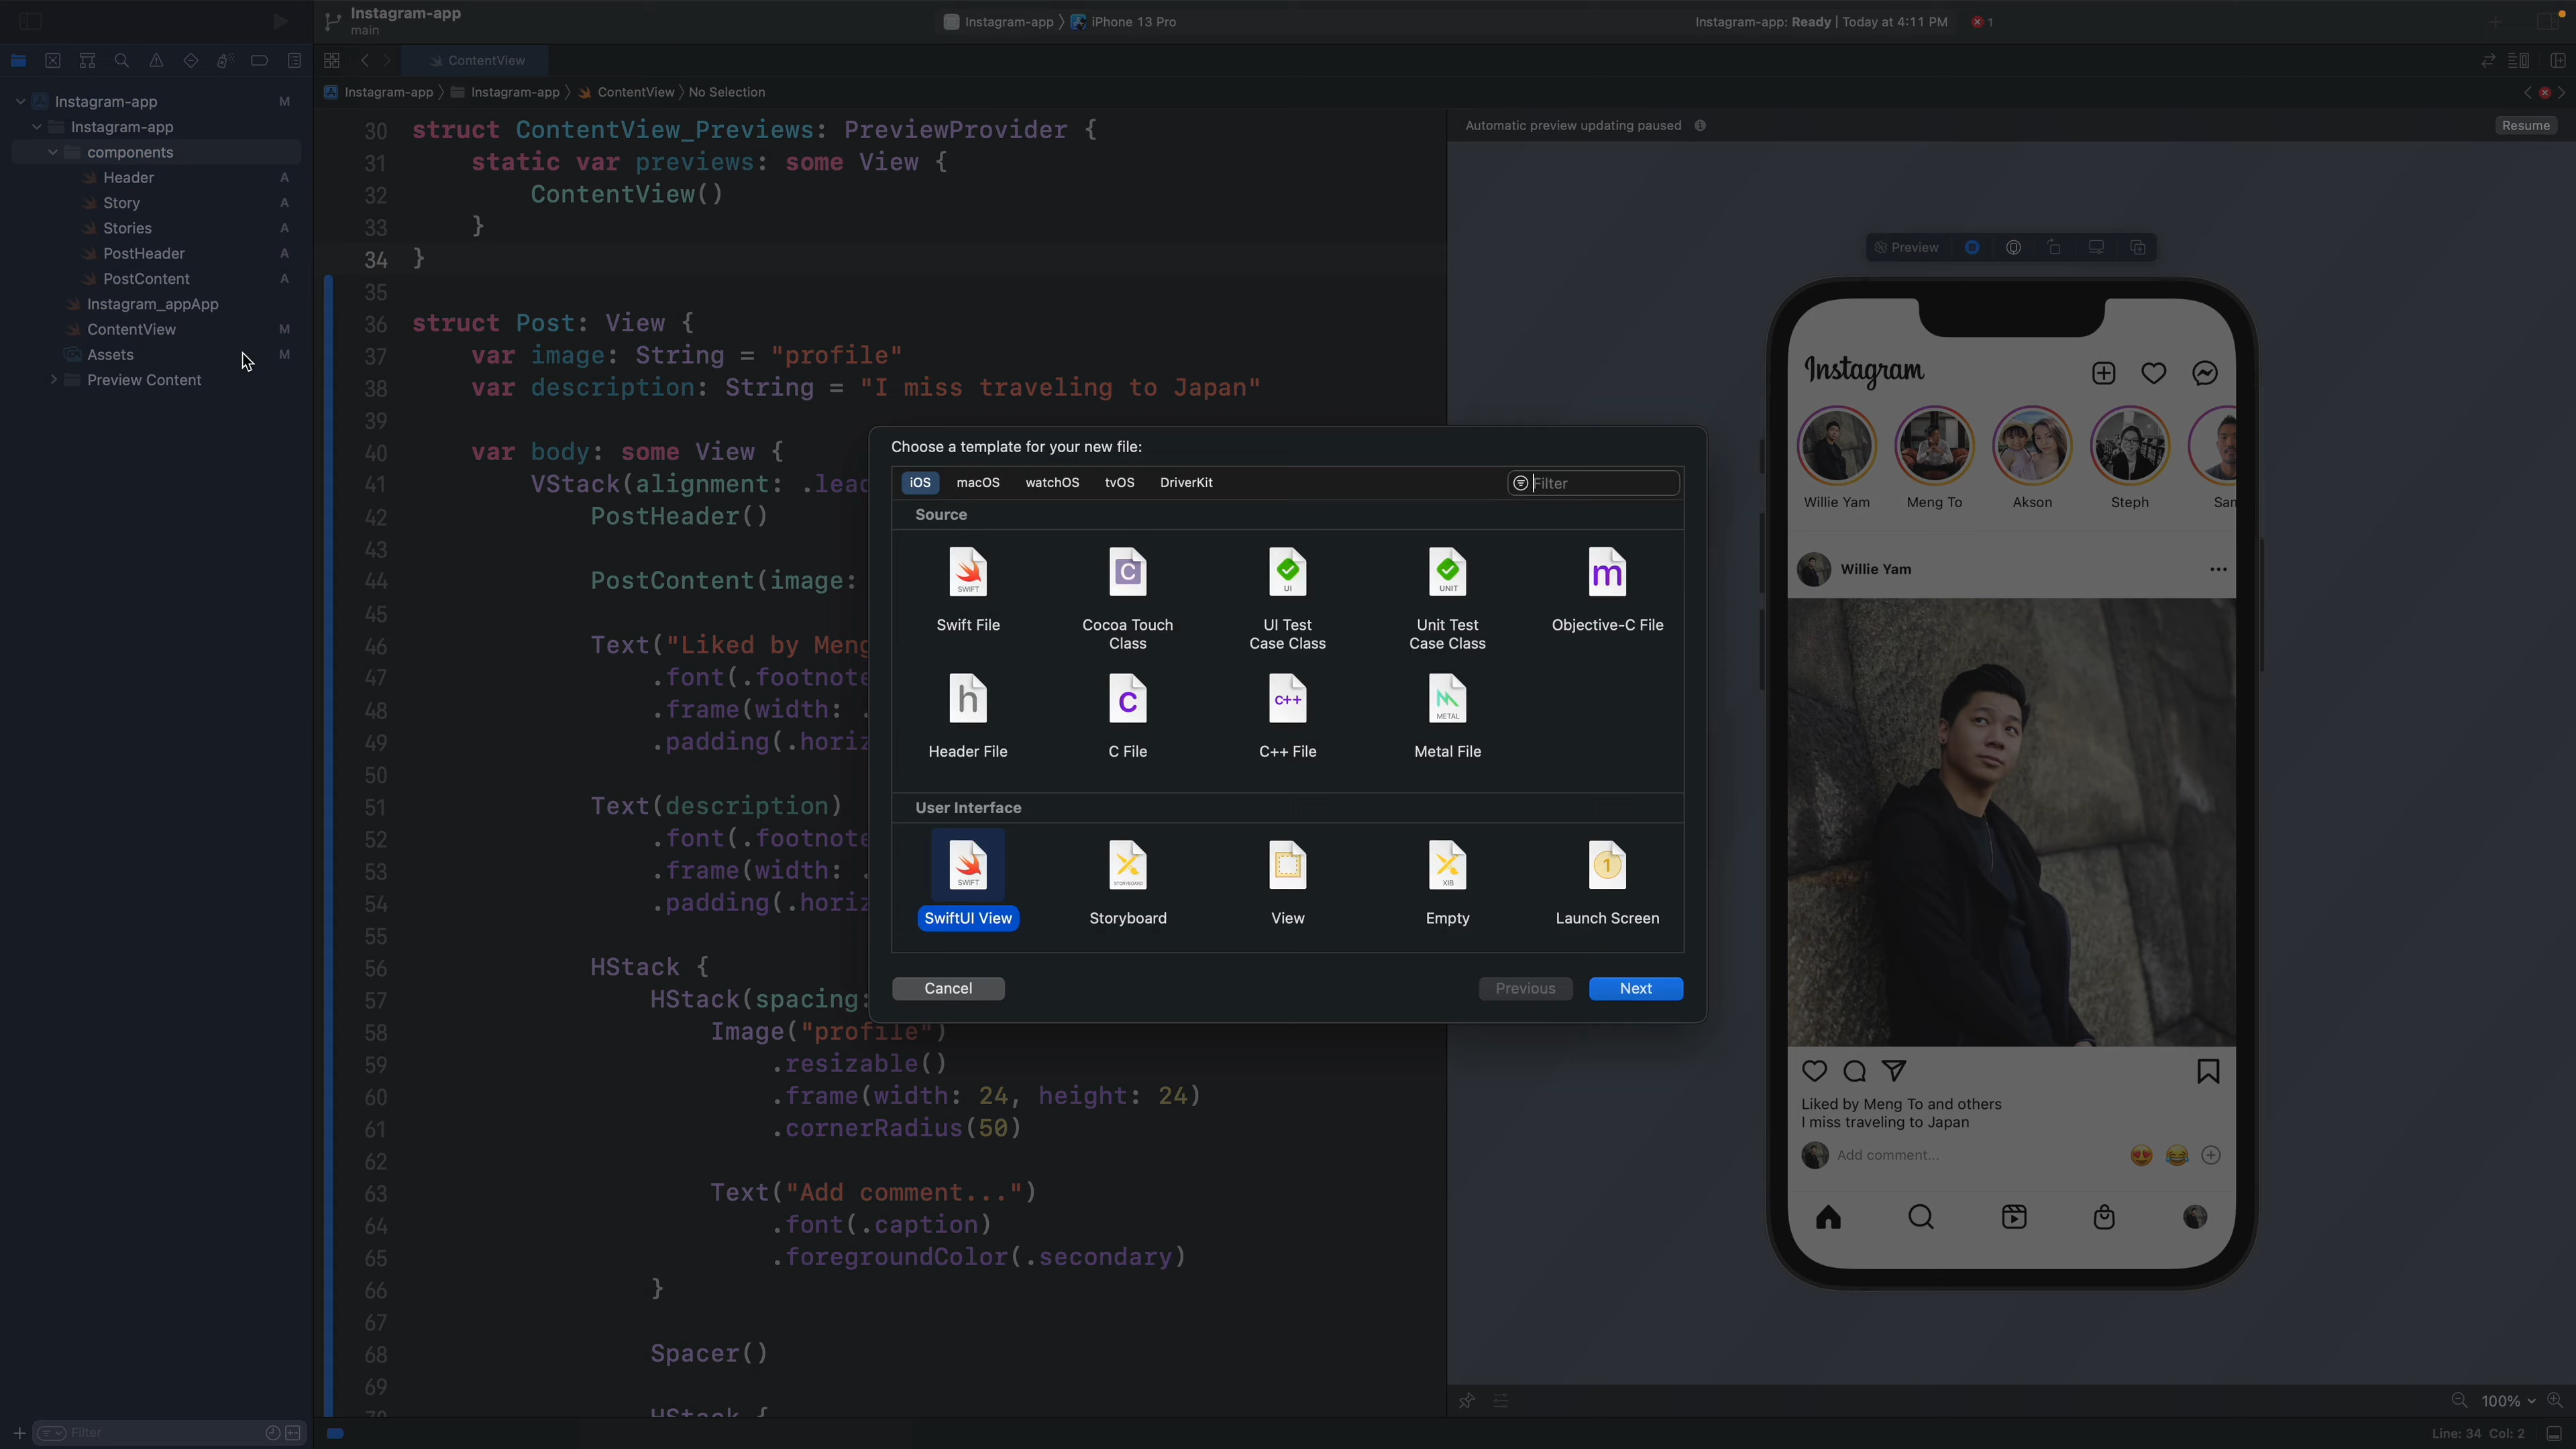 Instagram-app
main
Instagram-app
iPhone 13 Pro
Instagram-app: Ready | Today at 4:11 PM
1
ContentView
Instagram-app
Instagram-app
ContentView
No Selection
Instagram-app M
Instagram-app
components
Header A
Story A
Stories A
PostHeader A
PostContent A
Instagram_appApp
ContentView M
Assets M
Preview Content
Filter
30 struct ContentView_Previews: PreviewProvider {
31 static var previews: some View {
32 ContentView()
33 }
34 }
35
36 struct Post: View {
37 var image: String = "profile"
38 var description: String = "I miss traveling to Japan"
39
40 var body: some View {
41 VStack(alignment: .lead
42 PostHeader()
43
44 PostContent(image:
45
46 Text("Liked by Meng
47 .font(.footnote
48 .frame(width: .
49 .padding(.horiz
50
51 Text(description)
52 .font(.footnote
53 .frame(width: .
54 .padding(.horiz
55
56 HStack {
57 HStack(spacing:
58 Image("profile")
59 .resizable()
60 .frame(width: 24, height: 24)
61 .cornerRadius(50)
62
63 Text("Add comment...")
64 .font(.caption)
65 .foregroundColor(.secondary)
66 }
67
68 Spacer()
69
70 HStack {
Choose a template for your new file:
iOS macOS watchOS tvOS DriverKit
Filter
Source
SWIFT
Swift File
C
Cocoa Touch
Class
UI
UI Test
Case Class
UNIT
Unit Test
Case Class
m
Objective-C File
h
Header File
C
C File
C++
C++ File
METAL
Metal File
User Interface
SWIFT
SwiftUI View
STORYBOARD
Storyboard
View
XIB
Empty
1
Launch Screen
Cancel
Previous
Next
Automatic preview updating paused
Resume
Preview
Instagram
Willie Yam
Meng To
Akson
Steph
Sam
Willie Yam
Liked by Meng To and others
I miss traveling to Japan
Add comment...
100%
Line: 34 Col: 2